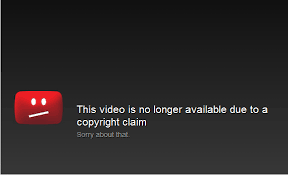 This video is no longer available due to a
copyright claim
Sorry about that.